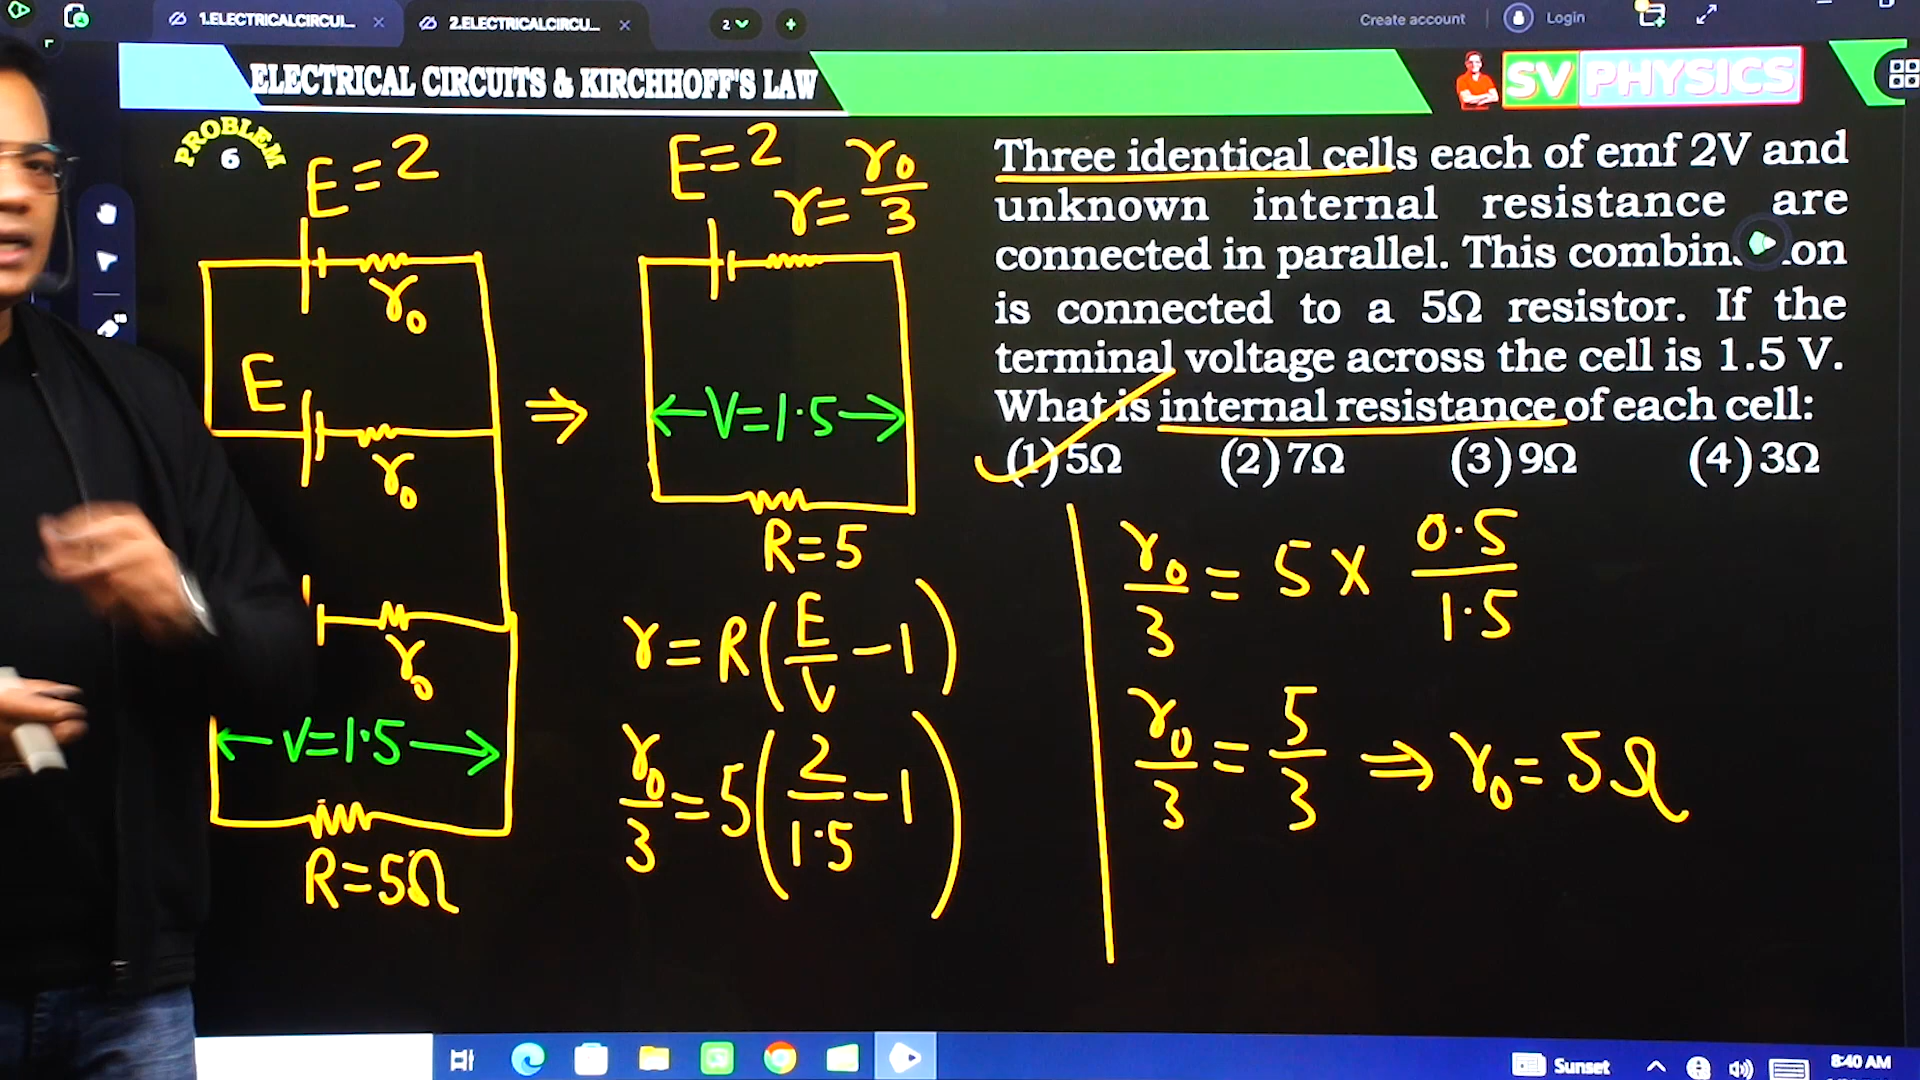 1.ELECTRICALCIRCUI...
2.ELECTRICALCIRCU...
2
Create account
Login
ELECTRICAL CIRCUITS & KIRCHHOFF'S LAW
SV PHYSICS
PROBLEM
6
Three identical cells each of emf 2V and
unknown internal resistance are
connected in parallel. This
is connected to a 5Ω resistor. If the
terminal voltage across the cell is 1.5 V.
What is internal resistance of each cell:
(1) 5Ω (2) 7Ω (3) 9Ω (4) 3Ω
E=2
r₀
E
r₀
r₀
V=1.5
R=5Ω
⇒
E=2
r=r₀/3
V=1.5
R=5
r=R(E/V-1)
r₀/3=5(2/1.5-1)
r₀/3=5×0.5/1.5
r₀/3=5/3⇒r₀=5Ω
Sunset
8:40 AM